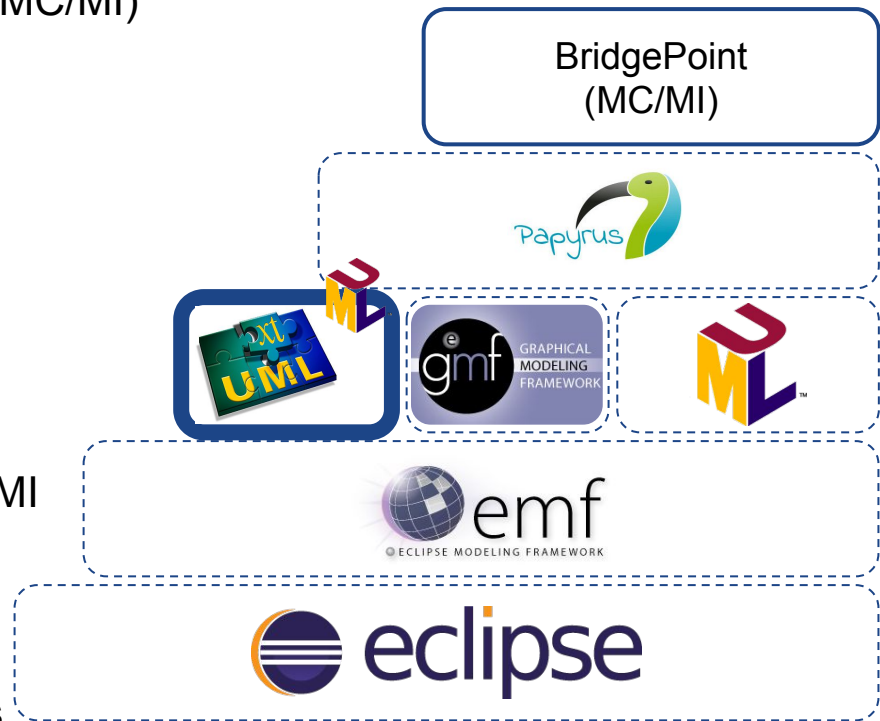 MC/MI)
BridgePoint
(MC/MI)
Papyrus
UML
xt
UML
e
gmf
GRAPHICAL
MODELING
FRAMEWORK
UML™
MI
emf
ECLIPSE MODELING FRAMEWORK
eclipse
s